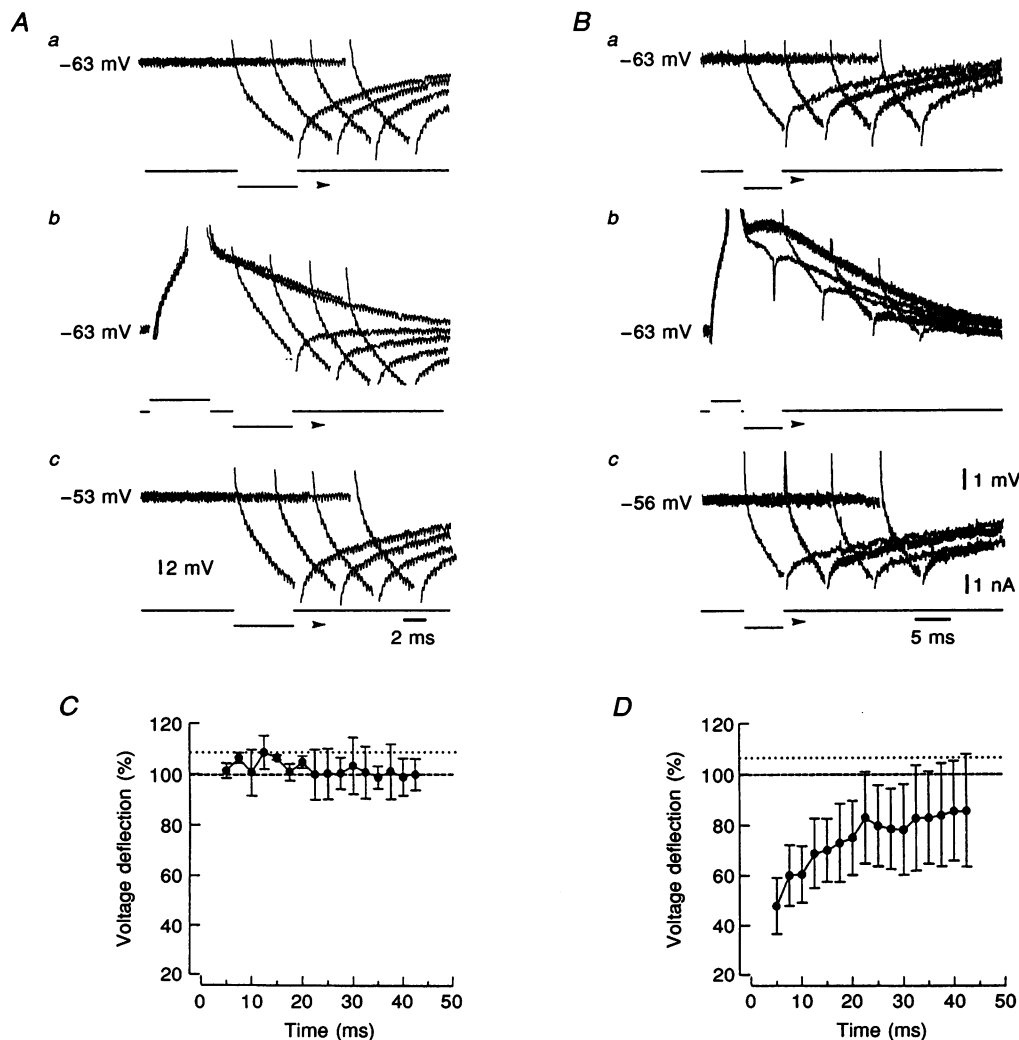 A
a
−63 mV
b
−63 mV
c
−53 mV
2 mV
2 ms
B
a
−63 mV
b
−63 mV
c
−56 mV
1 mV
1 nA
5 ms
C
120
100
80
60
40
20
Voltage deflection (%)
0 10 20 30 40 50
Time (ms)
D
120
100
80
60
40
20
Voltage deflection (%)
0 10 20 30 40 50
Time (ms)